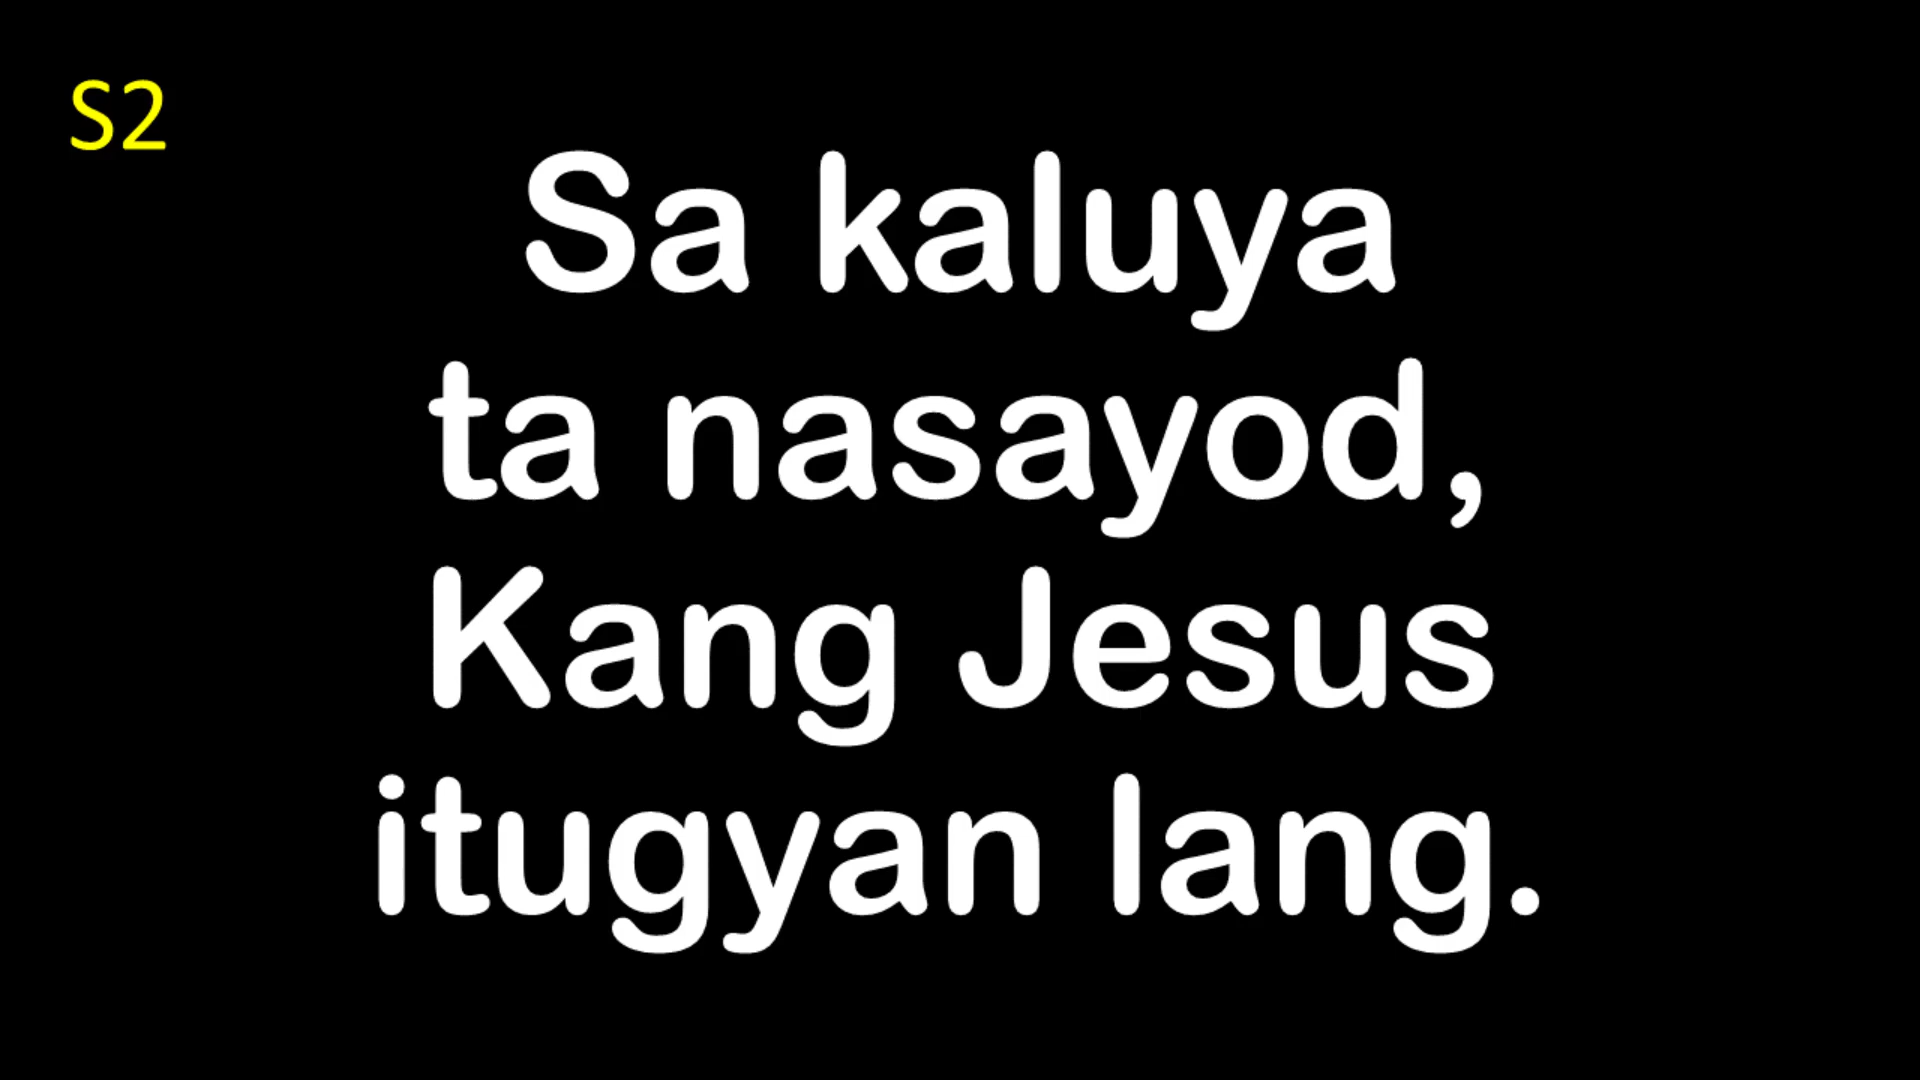 S2
Sa kaluya
ta nasayod,
Kang Jesus
itugyan lang.